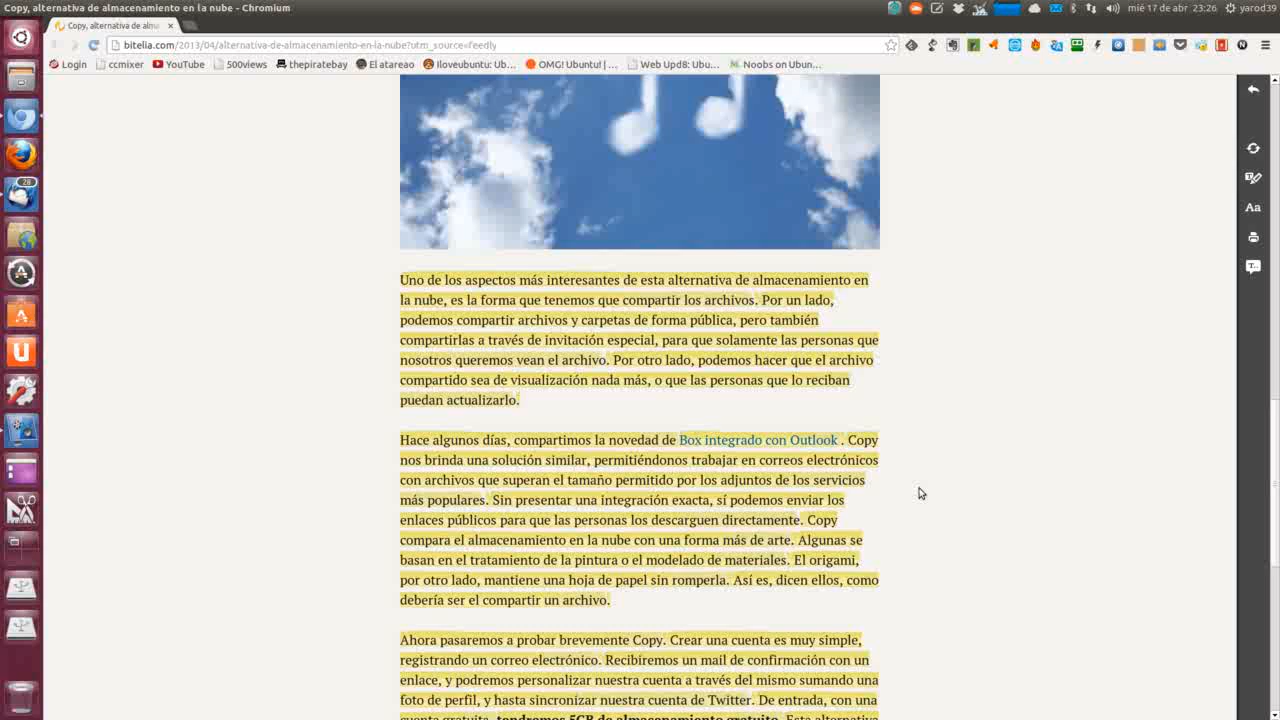 Copy, alternativa de almacenamiento en la nube - Chromium
mié 17 de abr 23:26 yarod39
Copy, alternativa de alma
bitelia.com/2013/04/alternativa-de-almacenamiento-en-la-nube?utm_source=feedly
Login ccmixer YouTube 500views thepiratebay El atareao Iloveubuntu: Ub... OMG! Ubuntu! | ... Web Upd8: Ubu... Noobs on Ubun...
28
Aa
Uno de los aspectos más interesantes de esta alternativa de almacenamiento en
la nube, es la forma que tenemos que compartir los archivos. Por un lado,
podemos compartir archivos y carpetas de forma pública, pero también
compartirlas a través de invitación especial, para que solamente las personas que
nosotros queremos vean el archivo. Por otro lado, podemos hacer que el archivo
compartido sea de visualización nada más, o que las personas que lo reciban
puedan actualizarlo.
Hace algunos días, compartimos la novedad de Box integrado con Outlook . Copy
nos brinda una solución similar, permitiéndonos trabajar en correos electrónicos
con archivos que superan el tamaño permitido por los adjuntos de los servicios
más populares. Sin presentar una integración exacta, sí podemos enviar los
enlaces públicos para que las personas los descarguen directamente. Copy
compara el almacenamiento en la nube con una forma más de arte. Algunas se
basan en el tratamiento de la pintura o el modelado de materiales. El origami,
por otro lado, mantiene una hoja de papel sin romperla. Así es, dicen ellos, como
debería ser el compartir un archivo.
Ahora pasaremos a probar brevemente Copy. Crear una cuenta es muy simple,
registrando un correo electrónico. Recibiremos un mail de confirmación con un
enlace, y podremos personalizar nuestra cuenta a través del mismo sumando una
foto de perfil, y hasta sincronizar nuestra cuenta de Twitter. De entrada, con una
cuenta gratuita, tendremos 5GB de almacenamiento gratuito. Esta alternativa